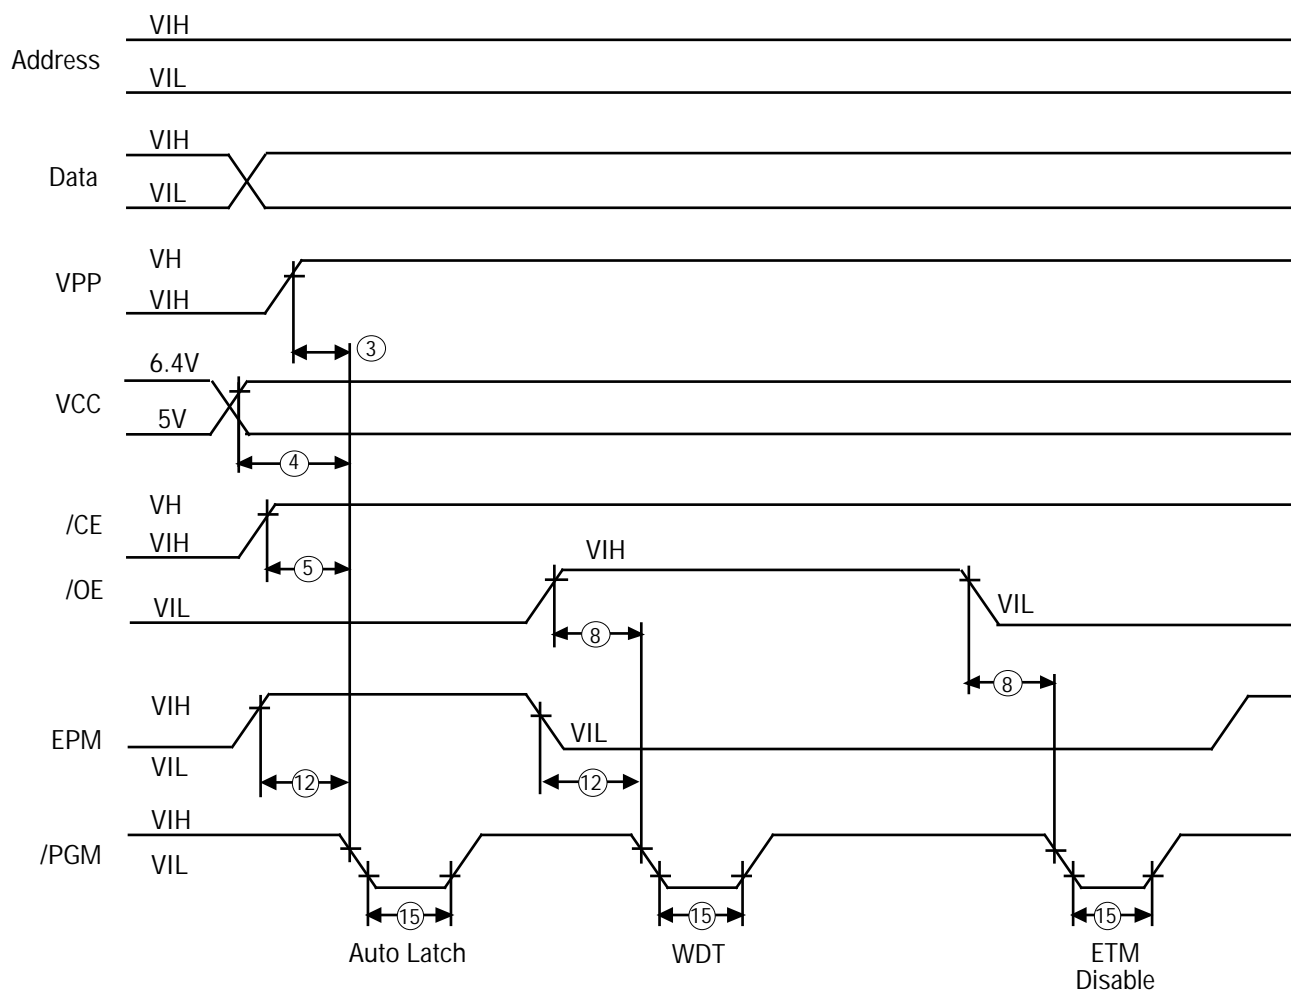 VIH
Address
VIL
VIH
Data
VIL
VH
VPP
VIH
3
6.4V
VCC
5V
4
VH
/CE
VIH
VIH
5
/OE
VIL
VIL
8
8
VIH
EPM
VIL
VIL
12
12
VIH
/PGM
VIL
15
15
15
Auto Latch
WDT
ETM
Disable